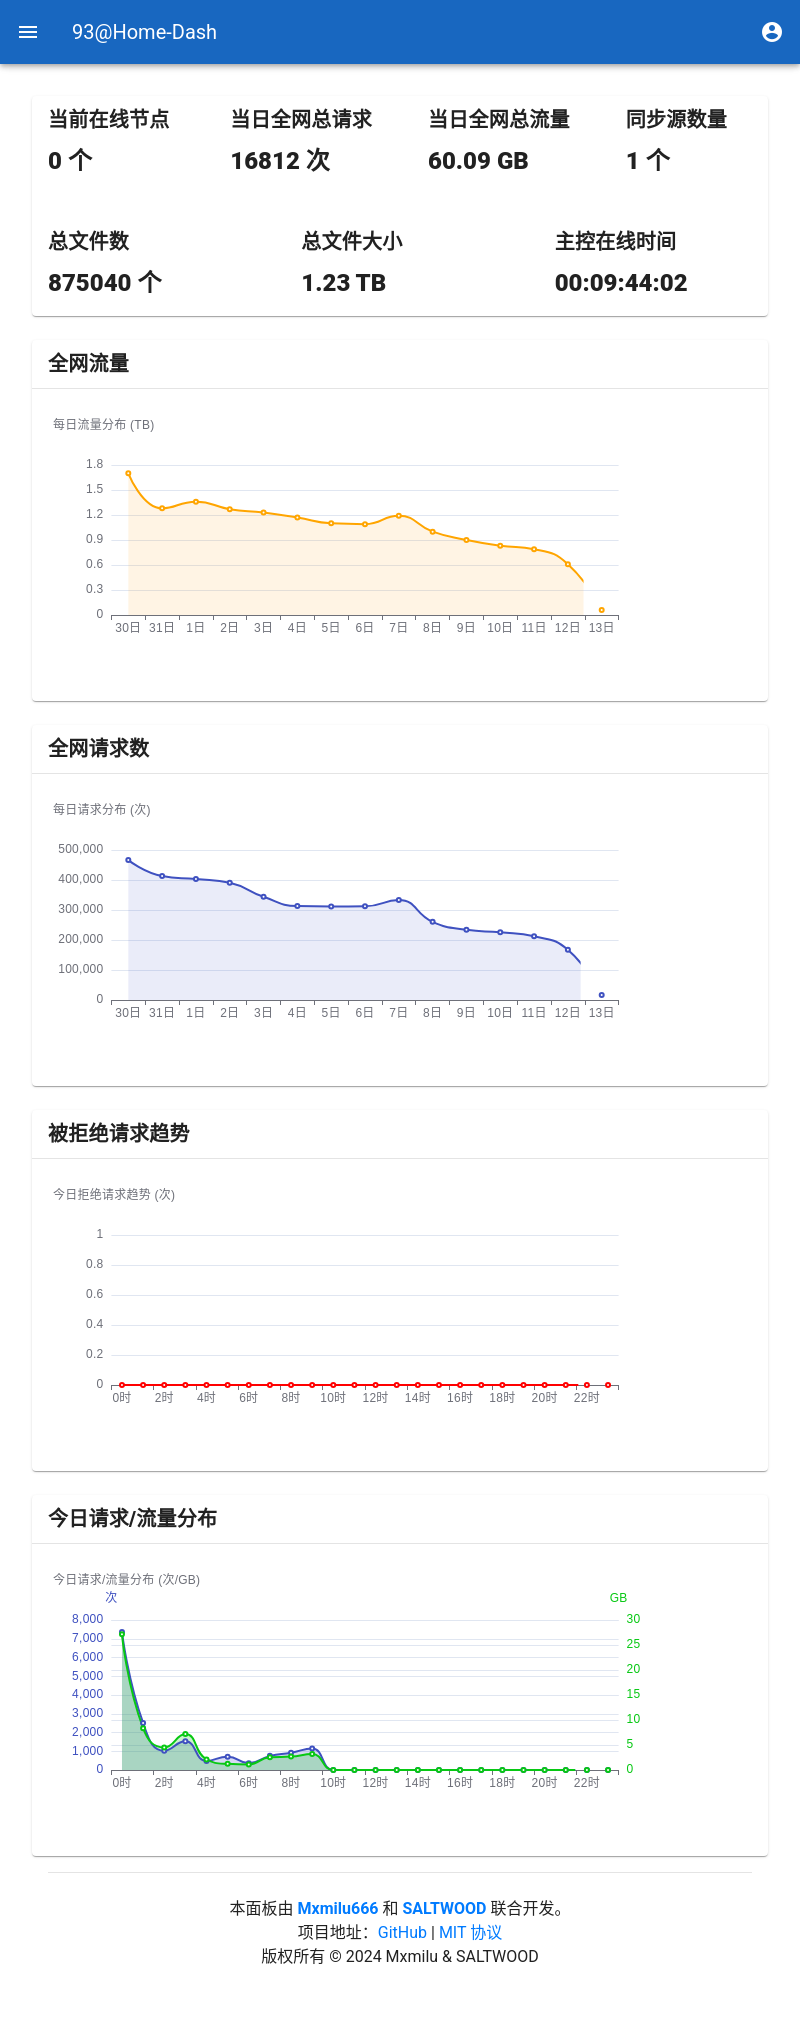 93@Home-Dash
当前在线节点 当日全网总请求 当日全网总流量 同步源数量
0 个 16812 次 60.09 GB 1 个
总文件数 总文件大小 主控在线时间
875040 个 1.23 TB 00:09:44:02
全网流量
每日流量分布 (TB)
1.8
1.5
1.2
0.9
0.6
0.3
0
30日 31日 1日 2日 3日 4日 5日 6日 7日 8日 9日 10日 11日 12日 13日
全网请求数
每日请求分布 (次)
500,000
400,000
300,000
200,000
100,000
0
30日 31日 1日 2日 3日 4日 5日 6日 7日 8日 9日 10日 11日 12日 13日
被拒绝请求趋势
今日拒绝请求趋势 (次)
1
0.8
0.6
0.4
0.2
0
0时 2时 4时 6时 8时 10时 12时 14时 16时 18时 20时 22时
今日请求/流量分布
今日请求/流量分布 (次/GB)
次 GB
8,000 30
7,000
6,000 25
5,000 20
4,000 15
3,000 10
2,000
1,000 5
0 0
0时 2时 4时 6时 8时 10时 12时 14时 16时 18时 20时 22时
本面板由 Mxmilu666 和 SALTWOOD 联合开发。
项目地址：GitHub | MIT 协议
版权所有 © 2024 Mxmilu & SALTWOOD